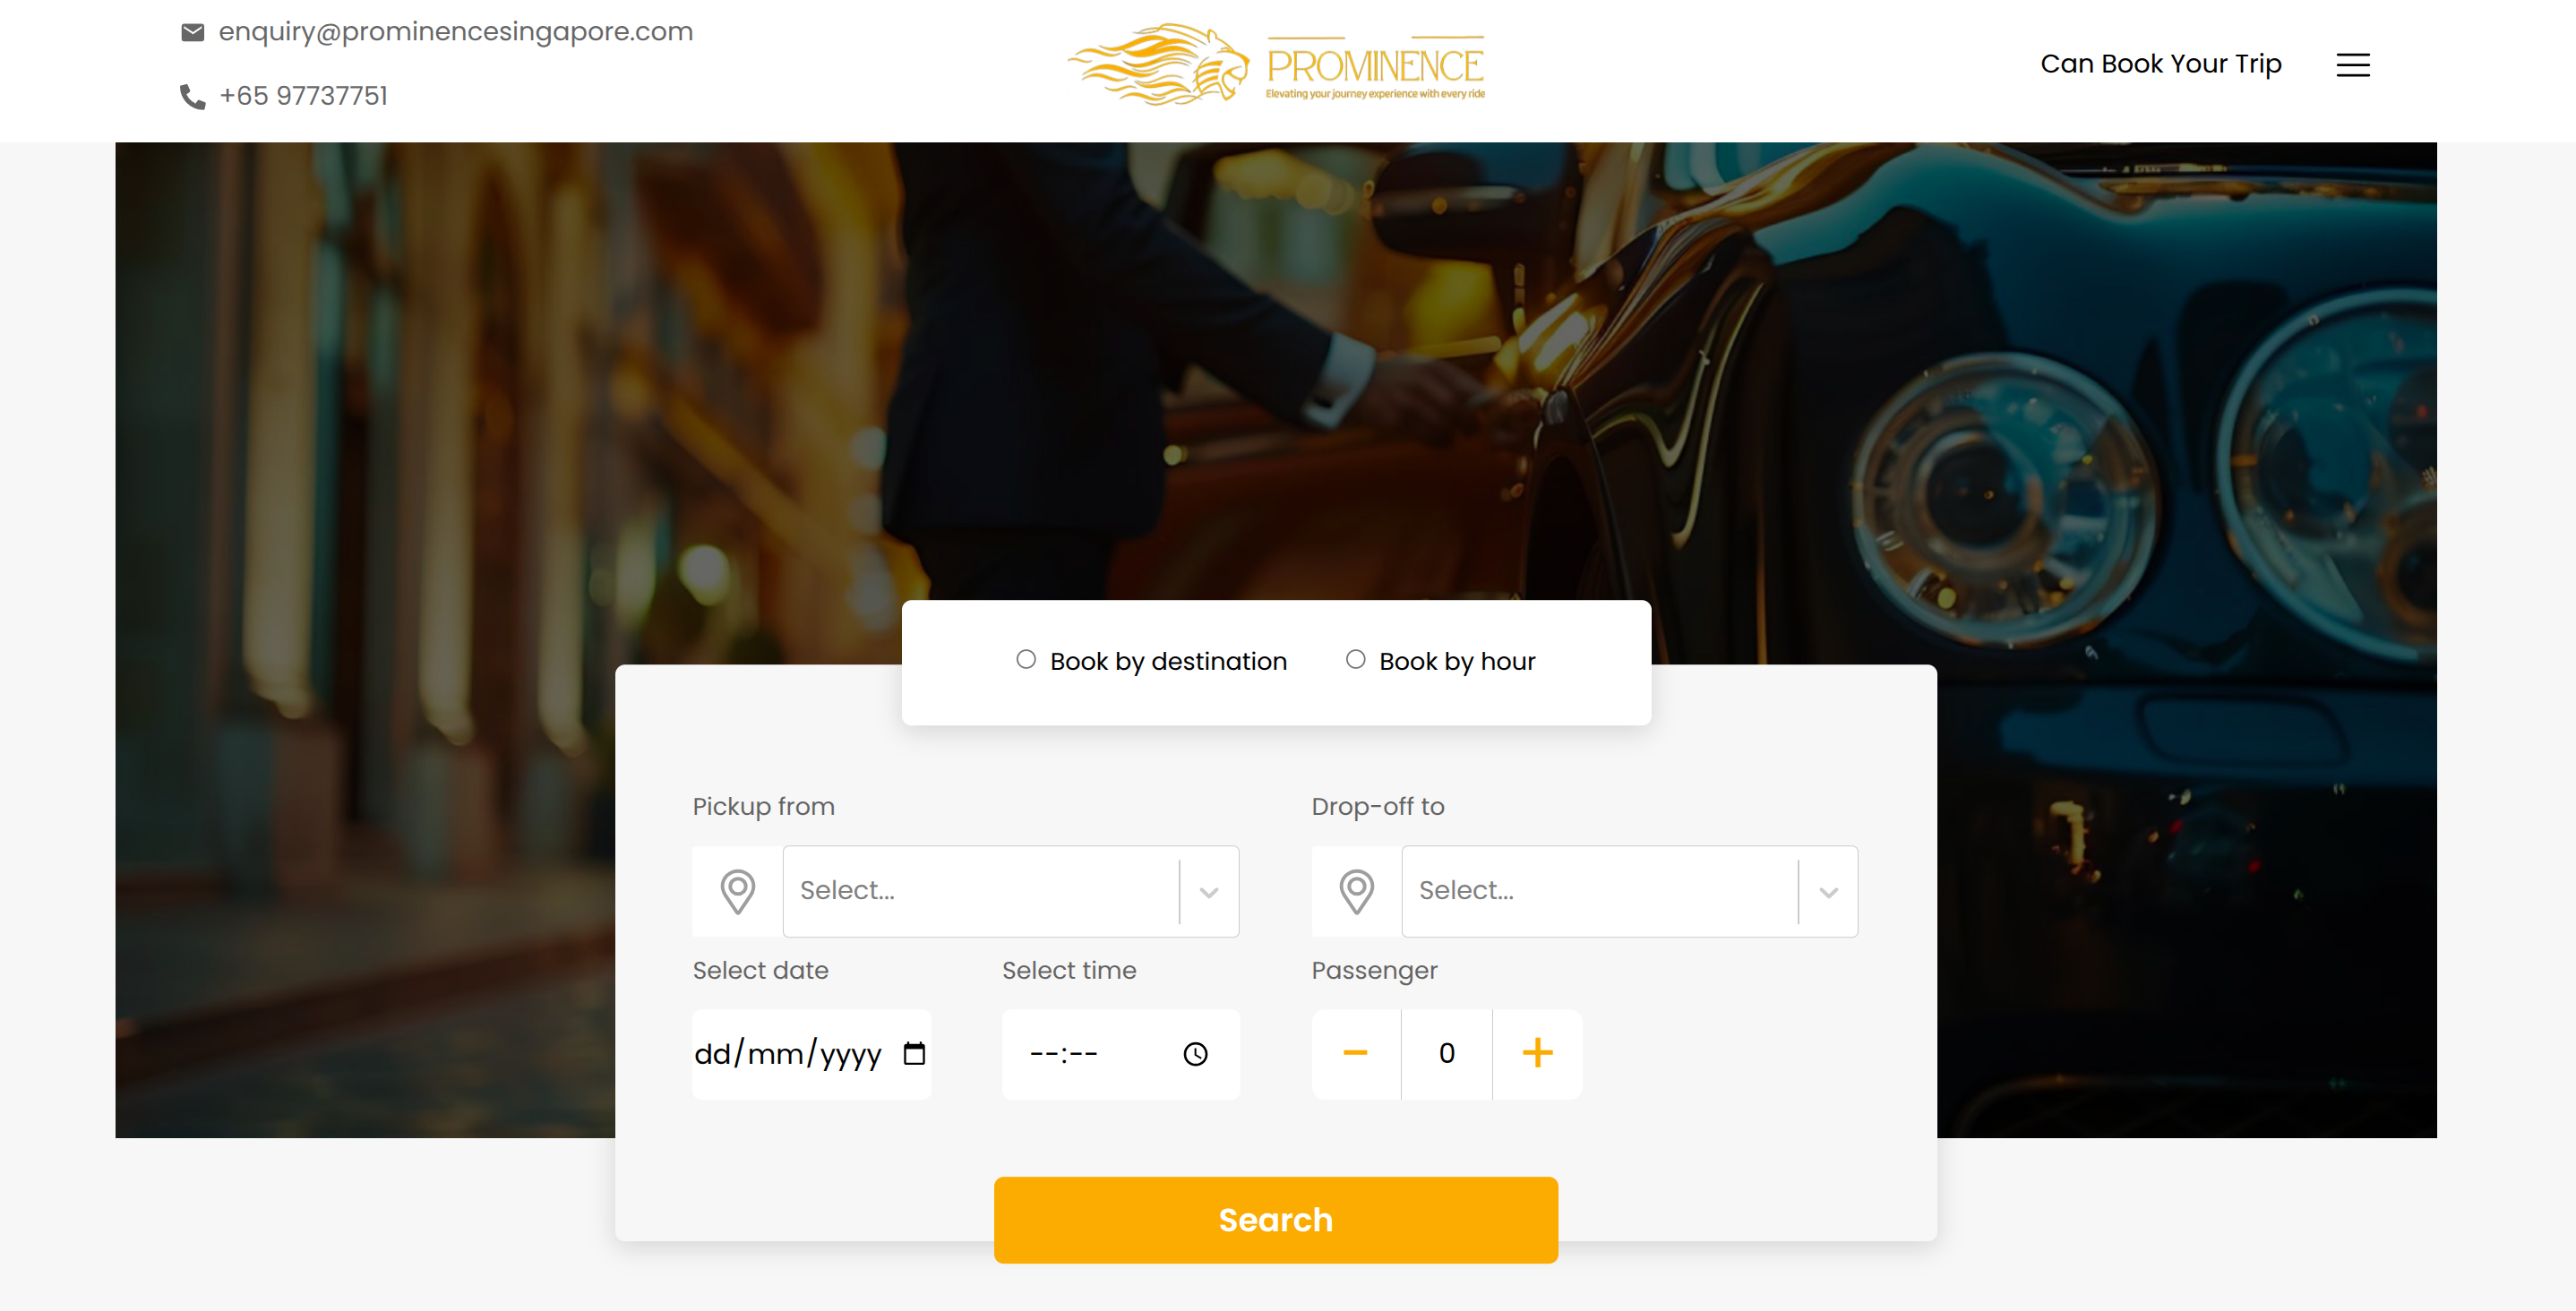 enquiry@prominencesingapore.com
+65 97737751
PROMINENCE
Elevating your journey experience with every ride
Can Book Your Trip
Book by destination
Book by hour
Pickup from
Drop-off to
Select...
Select...
Select date
Select time
Passenger
dd/mm/yyyy
--:--
0
Search